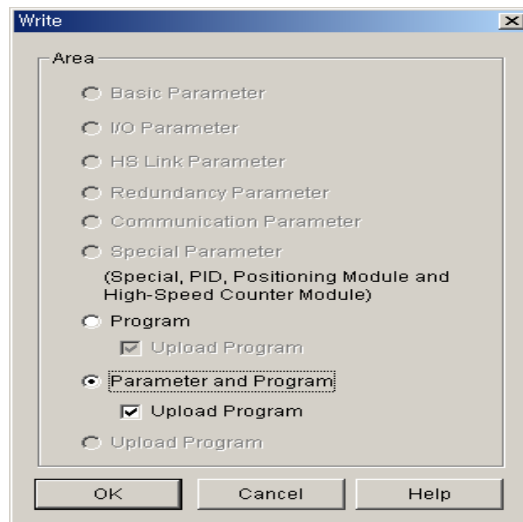 Write
Area
Basic Parameter
I/O Parameter
HS Link Parameter
Redundancy Parameter
Communication Parameter
Special Parameter
(Special, PID, Positioning Module and
High-Speed Counter Module)
Program
Upload Program
Parameter and Program
Upload Program
Upload Program
OK Cancel Help